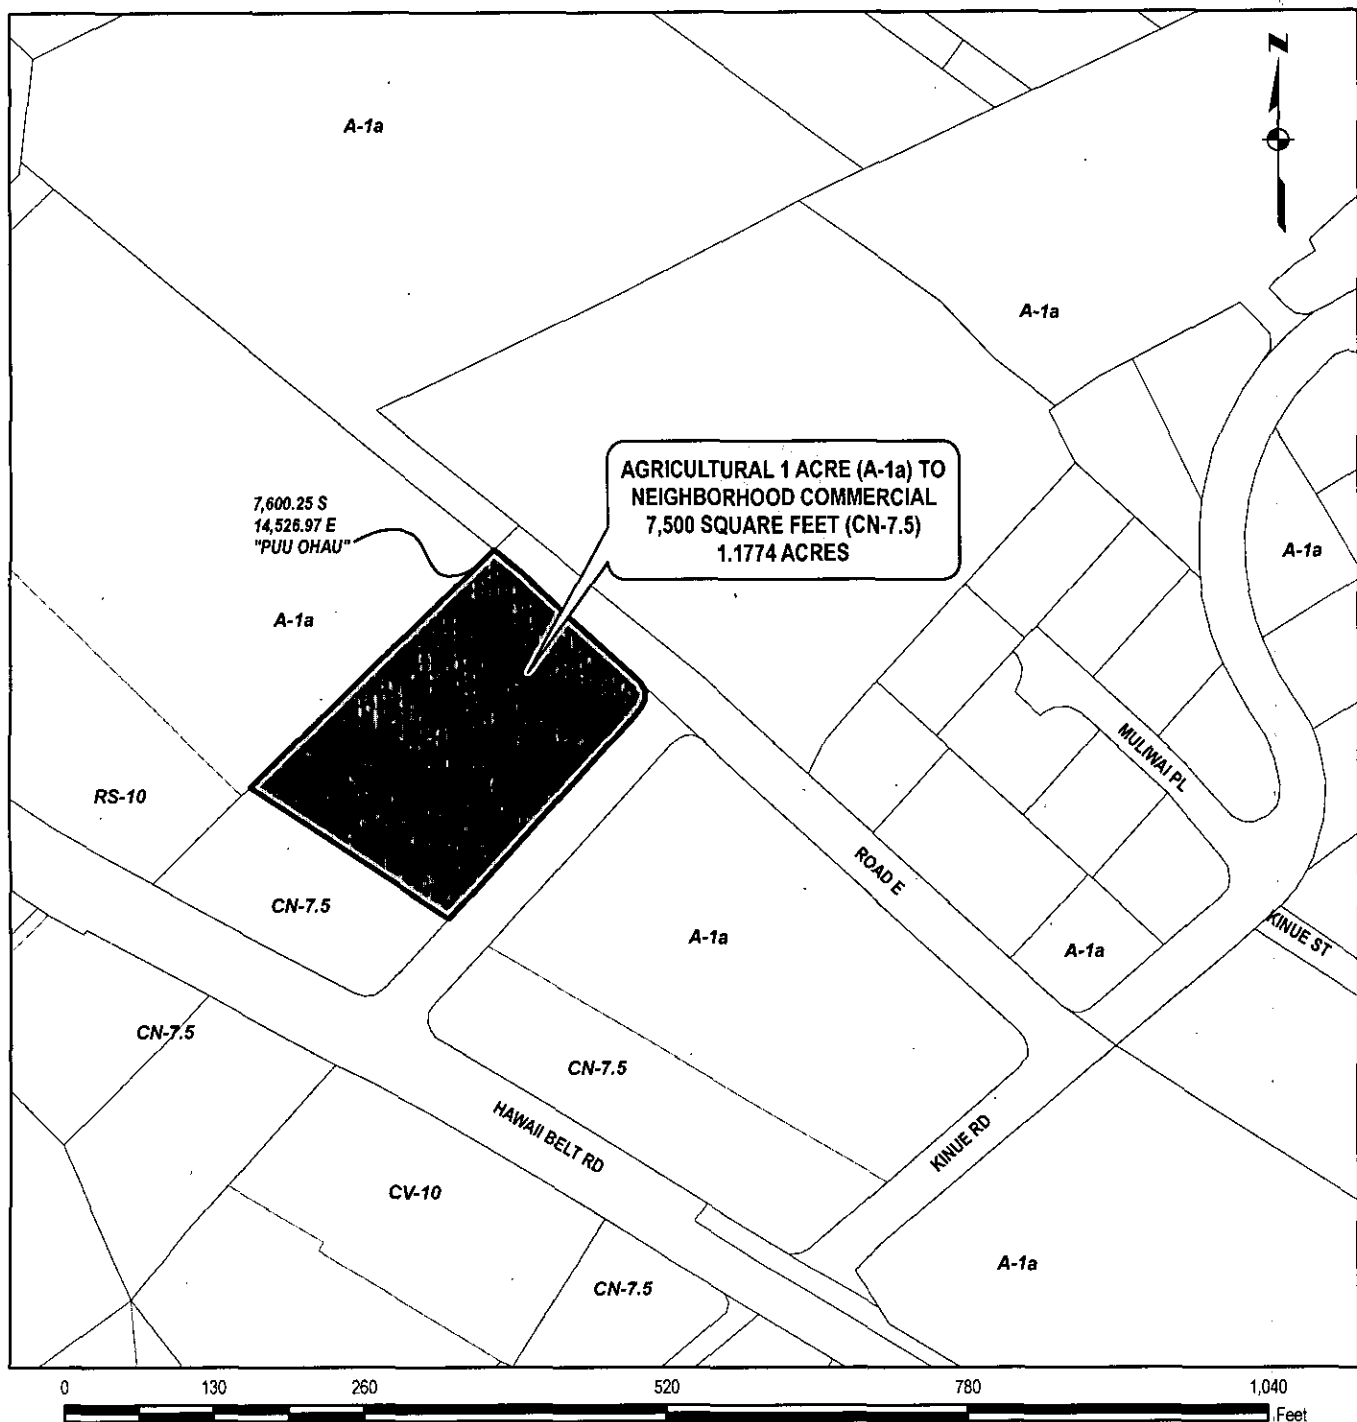 N
A-1a
A-1a
AGRICULTURAL 1 ACRE (A-1a) TO
NEIGHBORHOOD COMMERCIAL
7,500 SQUARE FEET (CN-7.5)
1.1774 ACRES
7,600.25 S
14,526.97 E
"PUU OHAU"
A-1a
A-1a
MULIWAI PL
RS-10
ROAD E
CN-7.5
A-1a
A-1a
KINUE ST
CN-7.5
CN-7.5
HAWAII BELT RD
KINUE RD
CV-10
A-1a
CN-7.5
0 130 260 520 780 1,040
Feet